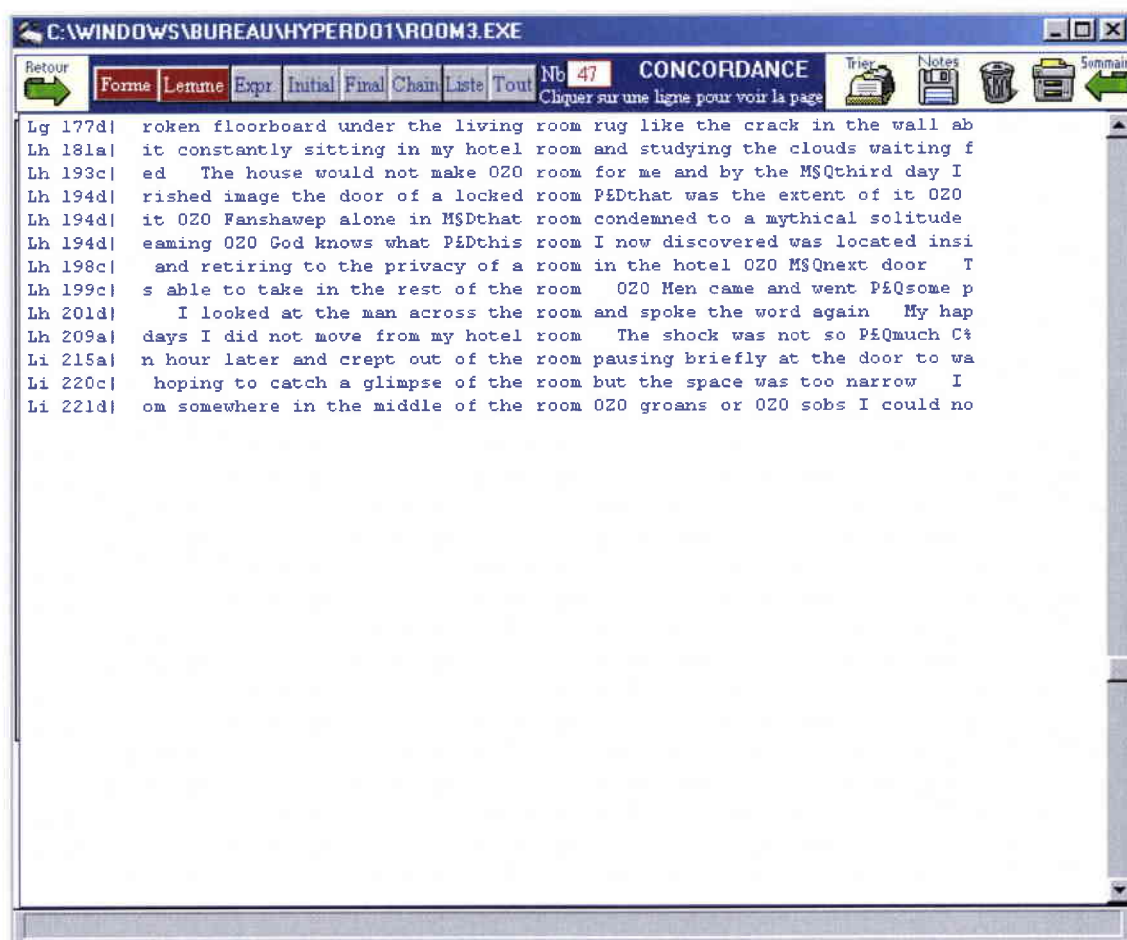 C:\WINDOWS\BUREAU\HYPERDO1\ROOM3.EXE
Retour
Forme Lemme Expr. Initial Final Chain Liste Tout
Nb 47 CONCORDANCE
Cliquer sur une ligne pour voir la page
Trier Notes Sommair
Lg 177d| roken floorboard under the living room rug like the crack in the wall ab
Lh 181a| it constantly sitting in my hotel room and studying the clouds waiting f
Lh 193c| ed The house would not make OZO room for me and by the M§Qthird day I
Lh 194d| rished image the door of a locked room P£Dthat was the extent of it OZO
Lh 194d| it OZO Fanshawep alone in M§Dthat room condemned to a mythical solitude
Lh 194d| eaming OZO God knows what P£Dthis room I now discovered was located insi
Lh 198c| and retiring to the privacy of a room in the hotel OZO M§Qnext door T
Lh 199c| s able to take in the rest of the room OZO Men came and went P£Qsome p
Lh 201d| I looked at the man across the room and spoke the word again My hap
Lh 209a| days I did not move from my hotel room The shock was not so P£Qmuch C%
Li 215a| n hour later and crept out of the room pausing briefly at the door to wa
Li 220c| hoping to catch a glimpse of the room but the space was too narrow I
Li 221d| om somewhere in the middle of the room OZO groans or OZO sobs I could no